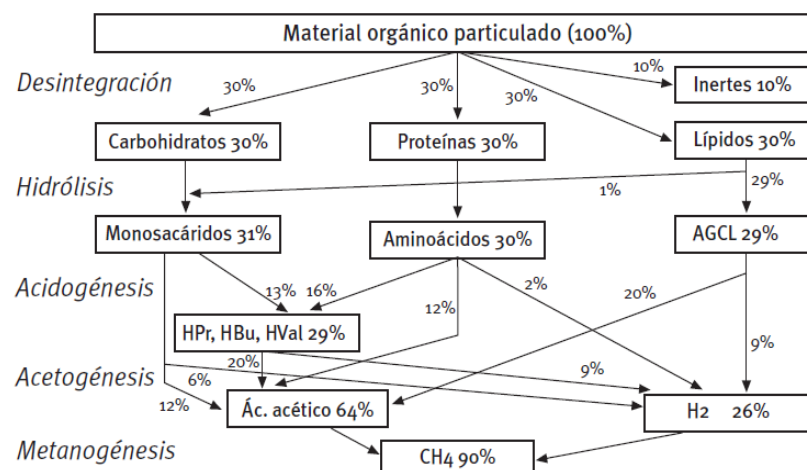 Material orgánico particulado (100%)
Desintegración
30%
30%
30%
10%
Inertes 10%
Carbohidratos 30%
Proteínas 30%
Lípidos 30%
Hidrólisis
1%
29%
Monosacáridos 31%
Aminoácidos 30%
AGCL 29%
Acidogénesis
13%
16%
12%
2%
20%
HPr, HBu, HVal 29%
9%
Acetogénesis
20%
6%
9%
12%
Ác. acético 64%
H2 26%
Metanogénesis
CH4 90%